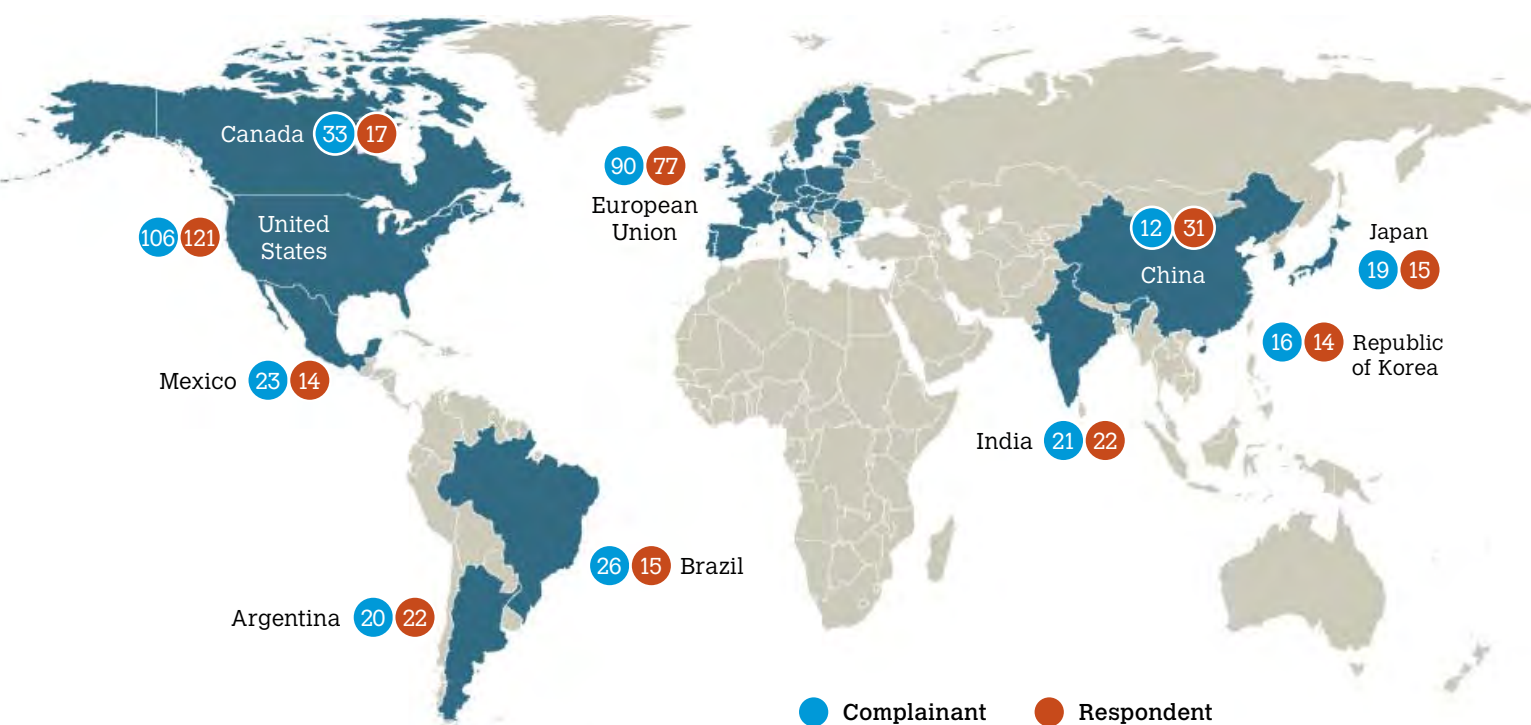 Canada 33 17
90 77
European
Union
United
States
106 121
12 31
China
Japan
19 15
16 14 Republic
of Korea
Mexico 23 14
India 21 22
26 15 Brazil
Argentina 20 22
Complainant Respondent